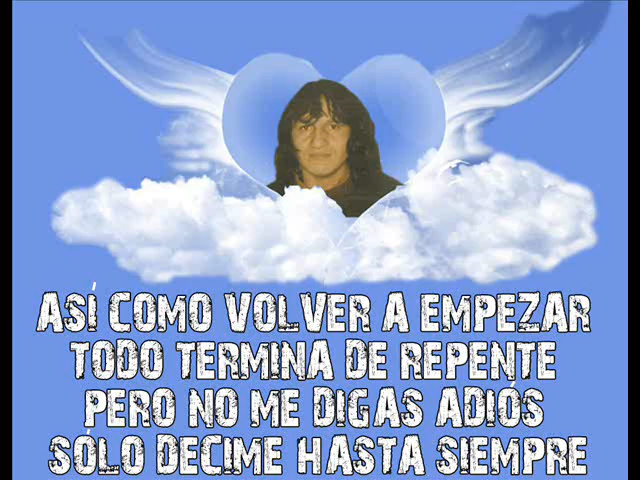 ASÍ COMO VOLVER A EMPEZAR
TODO TERMINA DE REPENTE
PERO NO ME DIGAS ADIÓS
SÓLO DECIME HASTA SIEMPRE